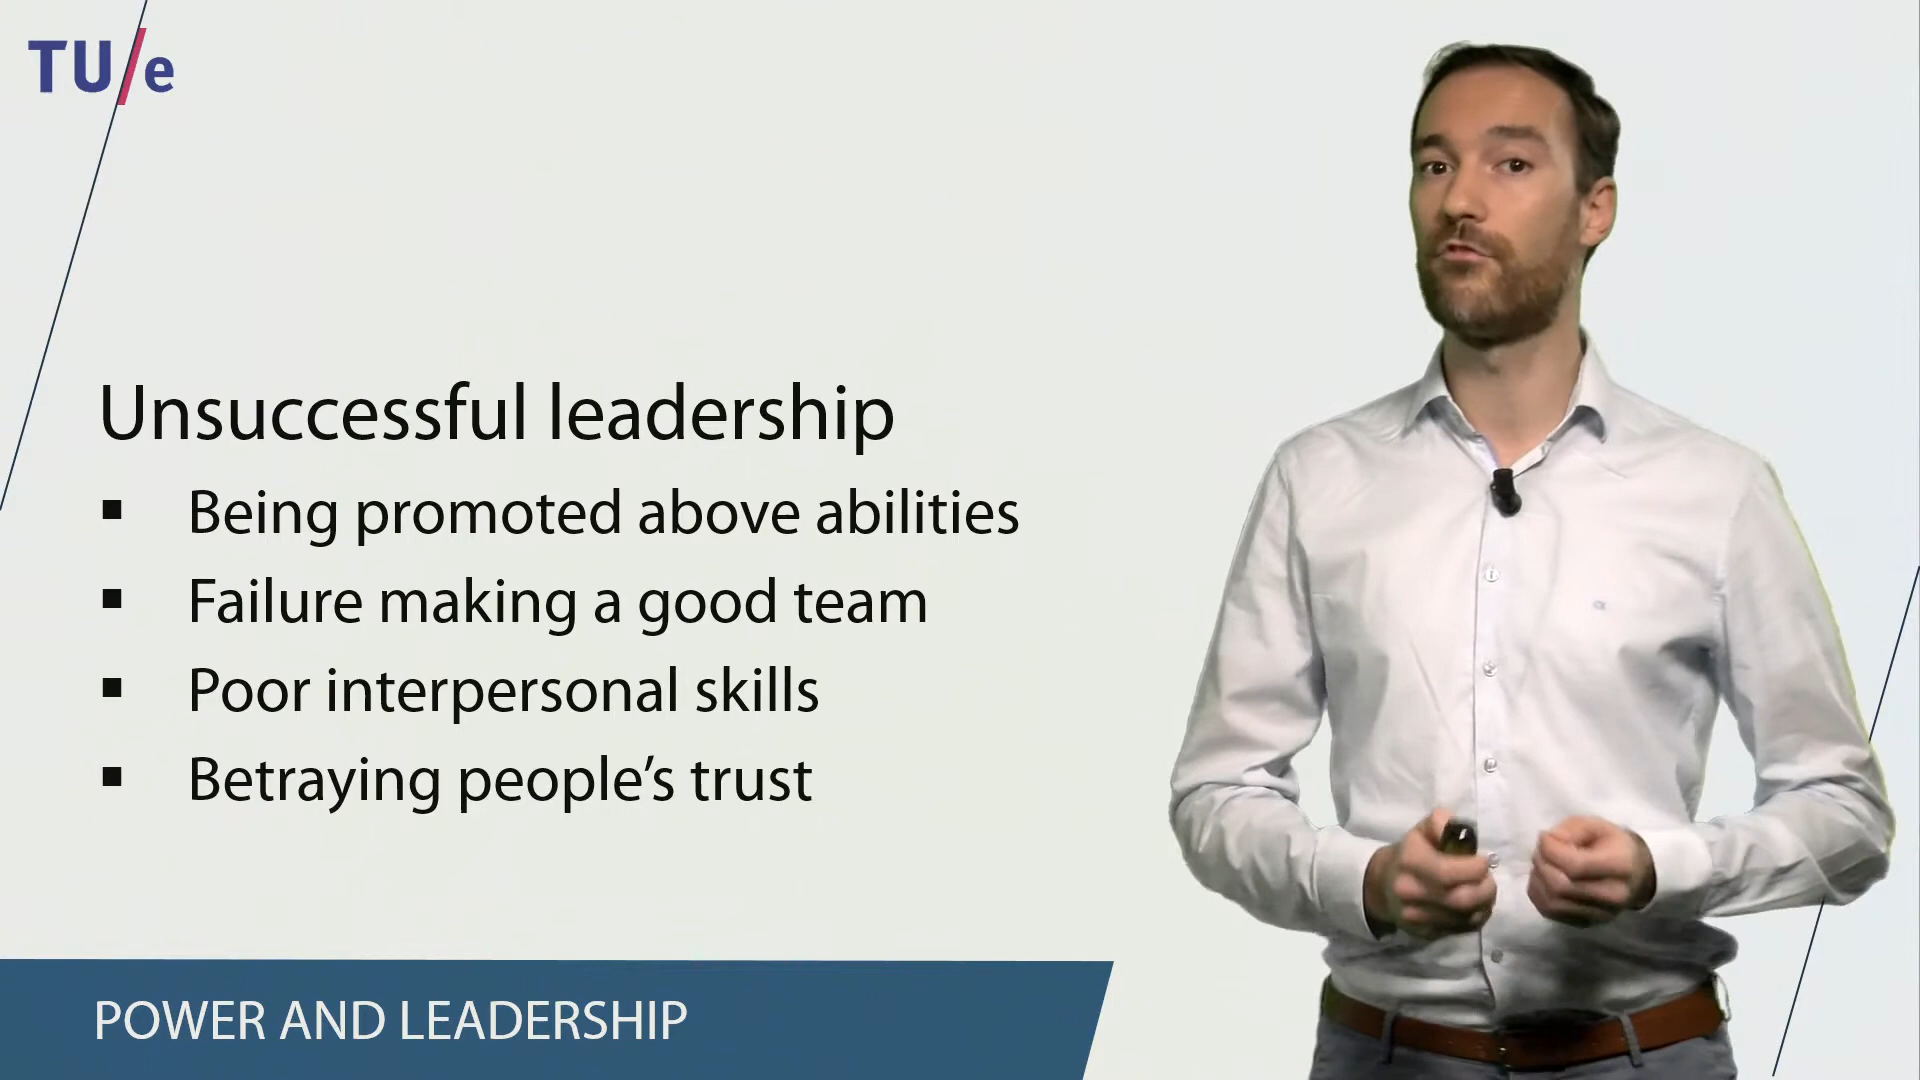 TU/e
Unsuccessful leadership
▪ Being promoted above abilities
▪ Failure making a good team
▪ Poor interpersonal skills
▪ Betraying people’s trust
POWER AND LEADERSHIP